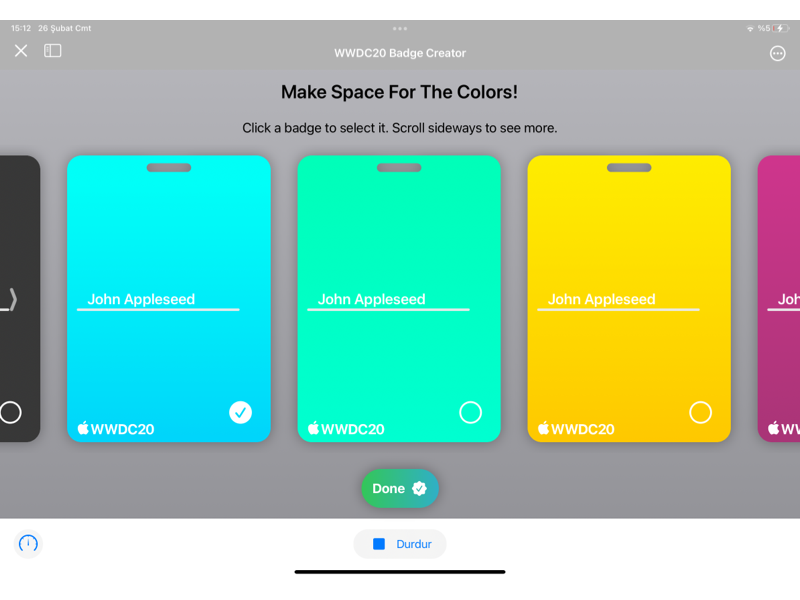 15:12 26 Şubat Cmt
%5
WWDC20 Badge Creator
Make Space For The Colors!
Click a badge to select it. Scroll sideways to see more.
John Appleseed
John Appleseed
John Appleseed
Joh
WWDC20
WWDC20
WWDC20
WW
Done
Durdur